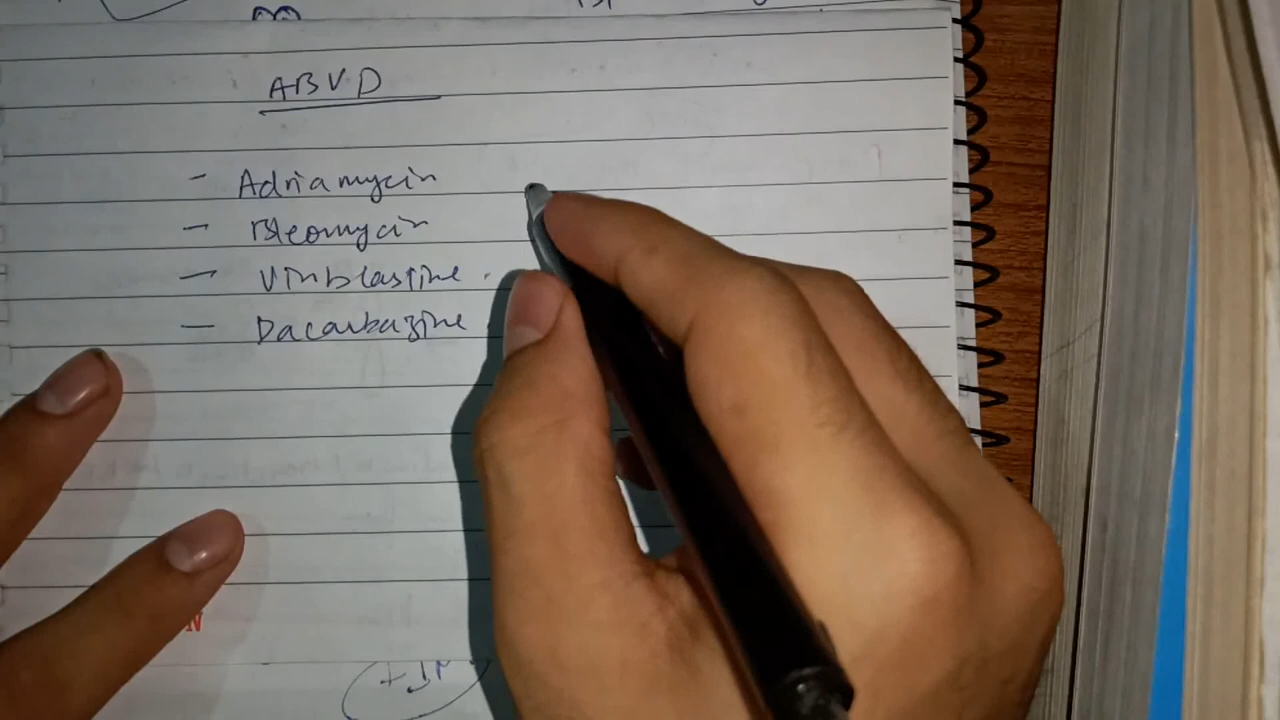 ABVD
- Adriamycin
- Bleomycin
- Vinblastine.
- Dacarbazine